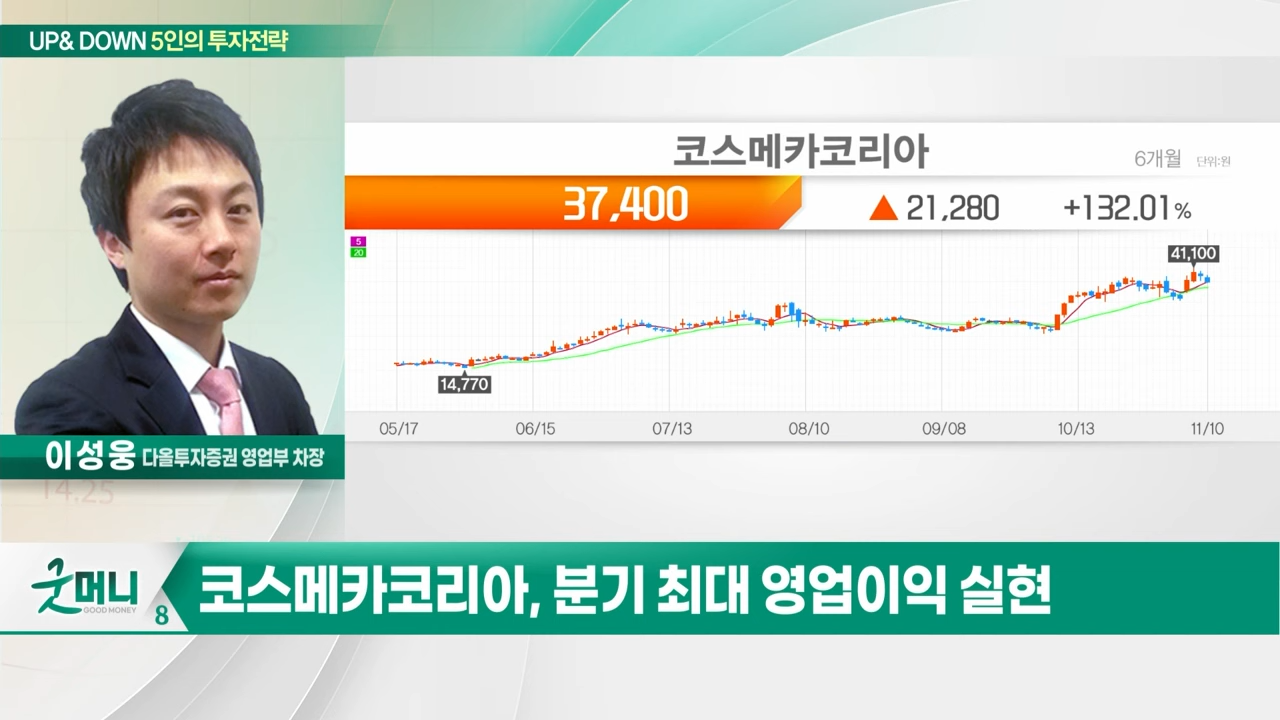 UP& DOWN 5인의 투자전략
코스메카코리아
6개월 단위:원
37,400
▲ 21,280 +132.01%
5
20
41,100
14,770
05/17 06/15 07/13 08/10 09/08 10/13 11/10
이성웅 다올투자증권 영업부 차장
14.25
굿머니
GOOD MONEY
8
코스메카코리아, 분기 최대 영업이익 실현